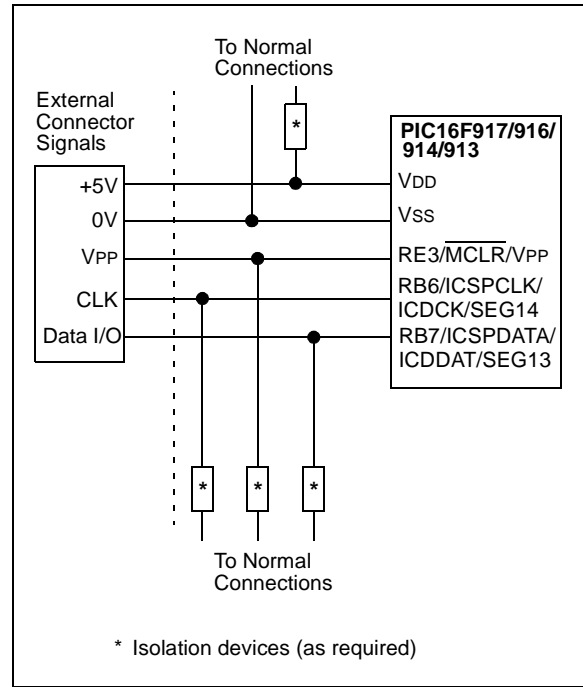 To Normal
Connections
External
Connector
Signals
*
PIC16F917/916/
914/913
+5V
VDD
0V
VSS
VPP
RE3/MCLR/VPP
CLK
RB6/ICSPCLK/
ICDCK/SEG14
Data I/O
RB7/ICSPDATA/
ICDDAT/SEG13
*
*
*
To Normal
Connections
* Isolation devices (as required)